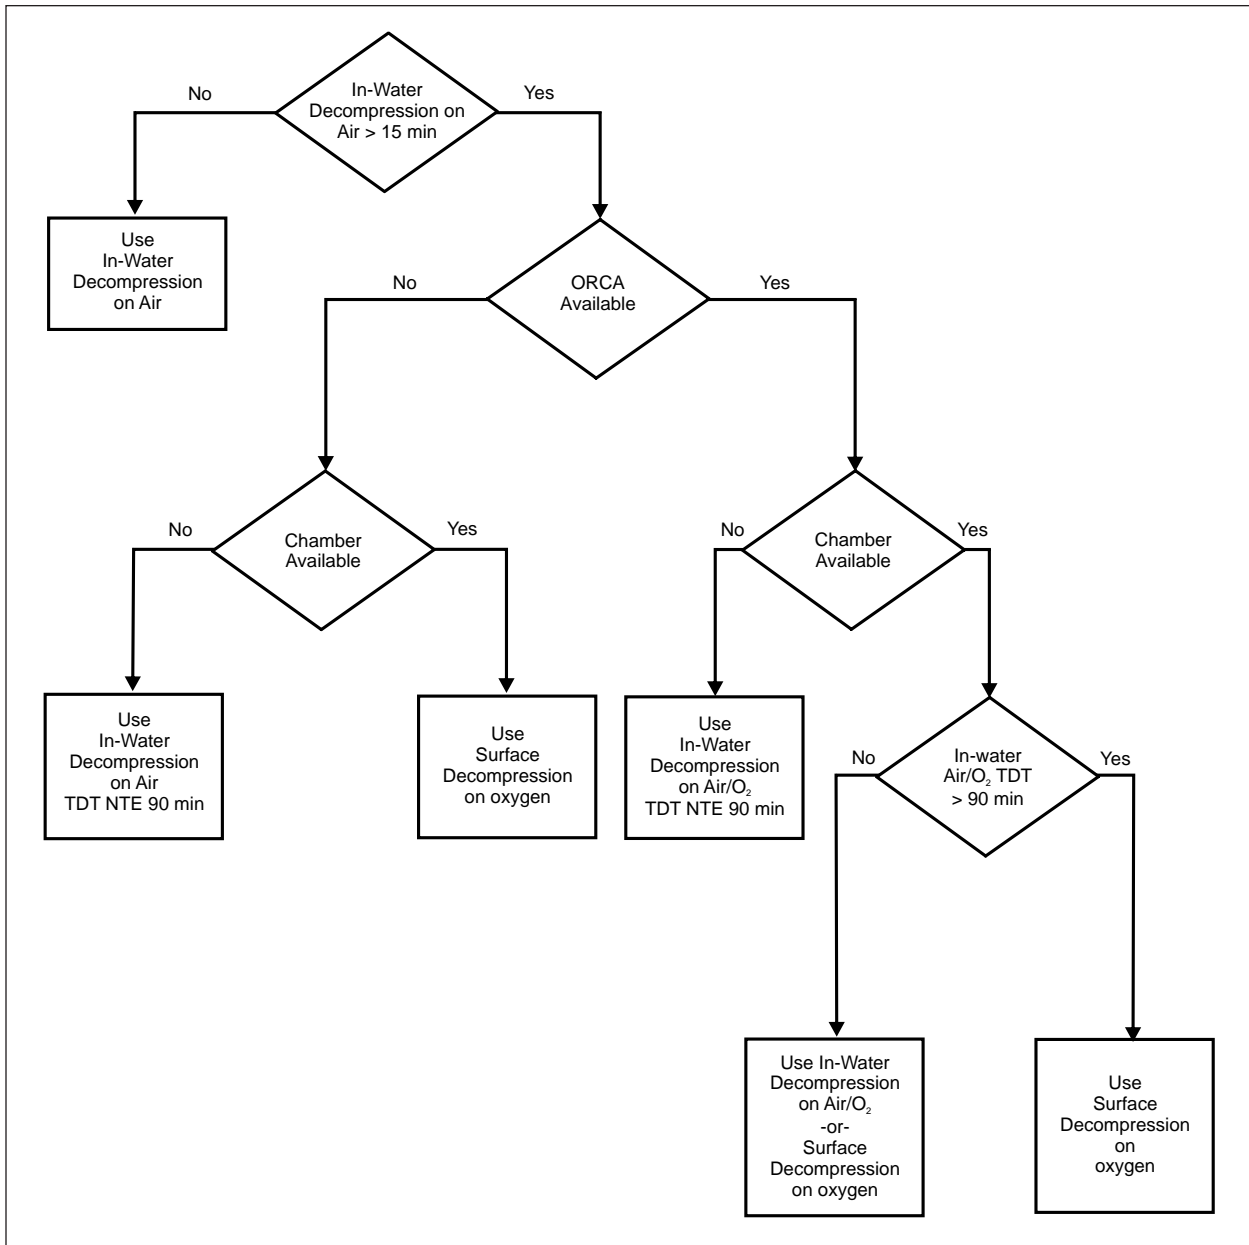 No
In-Water
Decompression on
Air > 15 min
Yes
Use
In-Water
Decompression
on Air
No
ORCA
Available
Yes
No
Chamber
Available
Yes
No
Chamber
Available
Yes
Use
In-Water
Decompression
on Air
TDT NTE 90 min
Use
Surface
Decompression
on oxygen
Use
In-Water
Decompression
on Air/O₂
TDT NTE 90 min
No
In-water
Air/O₂ TDT
> 90 min
Yes
Use In-Water
Decompression
on Air/O₂
-or-
Surface
Decompression
on oxygen
Use
Surface
Decompression
on
oxygen